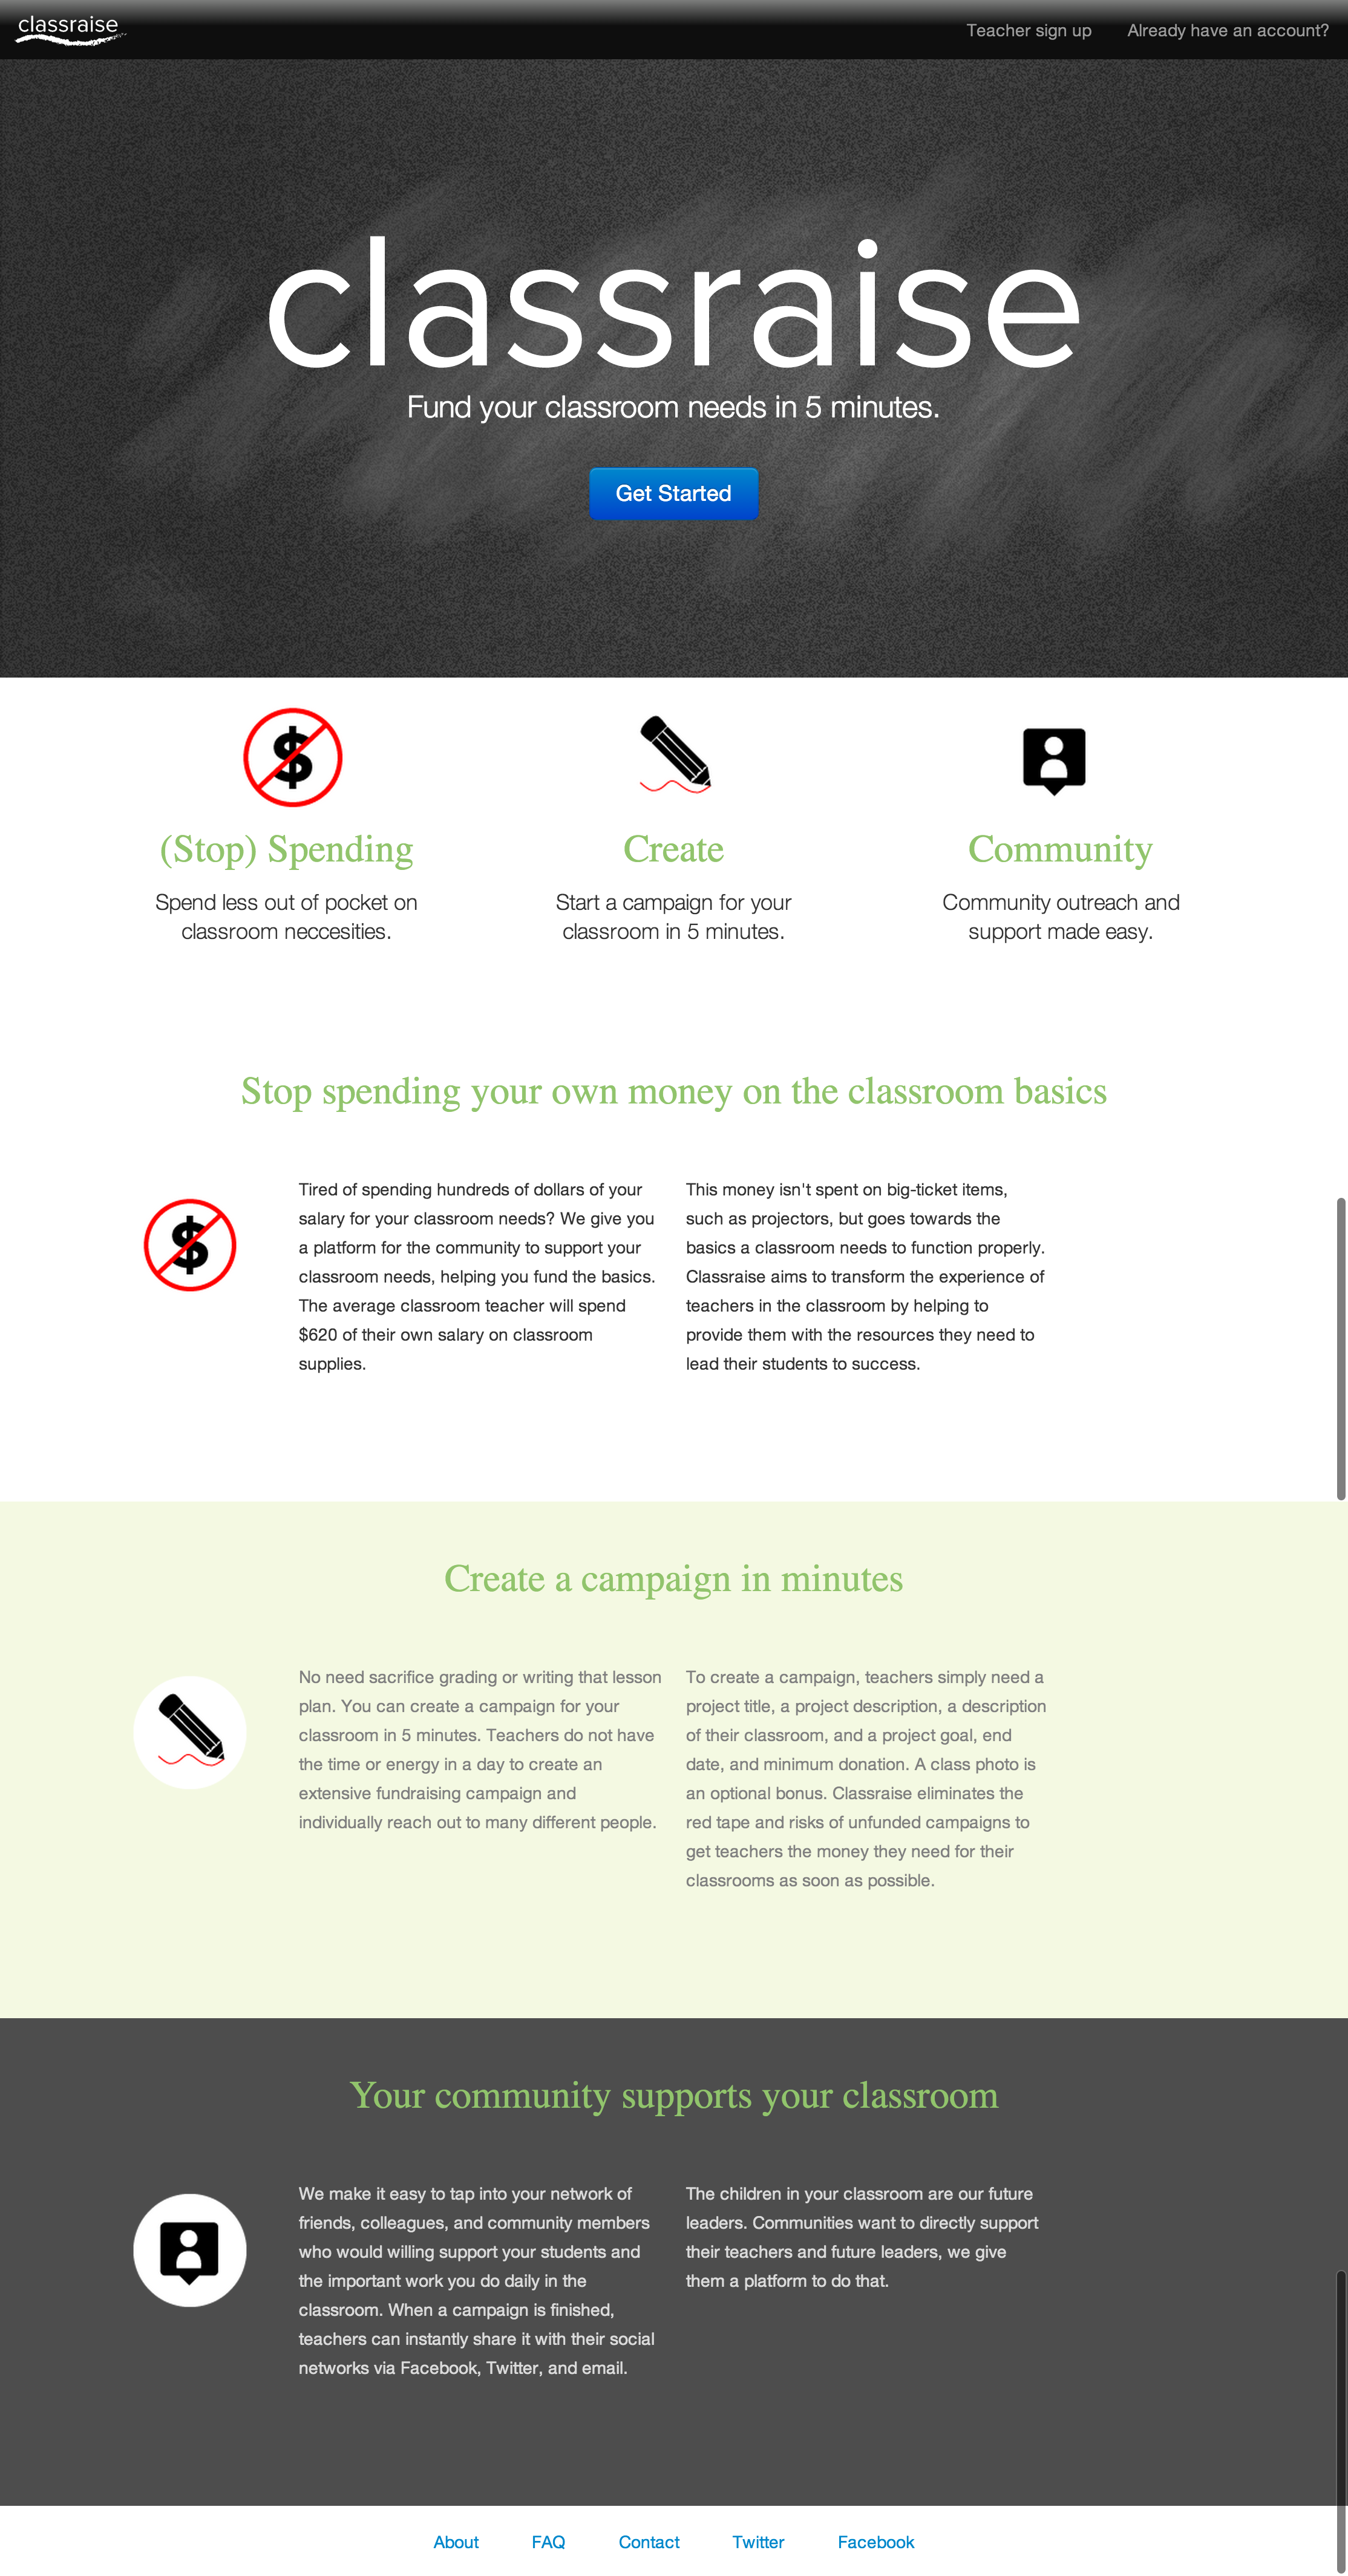 classraise
Teacher sign up
Already have an account?
classraise
Fund your classroom needs in 5 minutes.
Get Started
$
(Stop) Spending
Spend less out of pocket on
classroom neccesities.
Create
Start a campaign for your
classroom in 5 minutes.
Community
Community outreach and
support made easy.
Stop spending your own money on the classroom basics
$
Tired of spending hundreds of dollars of your
salary for your classroom needs? We give you
a platform for the community to support your
classroom needs, helping you fund the basics.
The average classroom teacher will spend
$620 of their own salary on classroom
supplies.
This money isn't spent on big-ticket items,
such as projectors, but goes towards the
basics a classroom needs to function properly.
Classraise aims to transform the experience of
teachers in the classroom by helping to
provide them with the resources they need to
lead their students to success.
Create a campaign in minutes
No need sacrifice grading or writing that lesson
plan. You can create a campaign for your
classroom in 5 minutes. Teachers do not have
the time or energy in a day to create an
extensive fundraising campaign and
individually reach out to many different people.
To create a campaign, teachers simply need a
project title, a project description, a description
of their classroom, and a project goal, end
date, and minimum donation. A class photo is
an optional bonus. Classraise eliminates the
red tape and risks of unfunded campaigns to
get teachers the money they need for their
classrooms as soon as possible.
Your community supports your classroom
We make it easy to tap into your network of
friends, colleagues, and community members
who would willing support your students and
the important work you do daily in the
classroom. When a campaign is finished,
teachers can instantly share it with their social
networks via Facebook, Twitter, and email.
The children in your classroom are our future
leaders. Communities want to directly support
their teachers and future leaders, we give
them a platform to do that.
About
FAQ
Contact
Twitter
Facebook